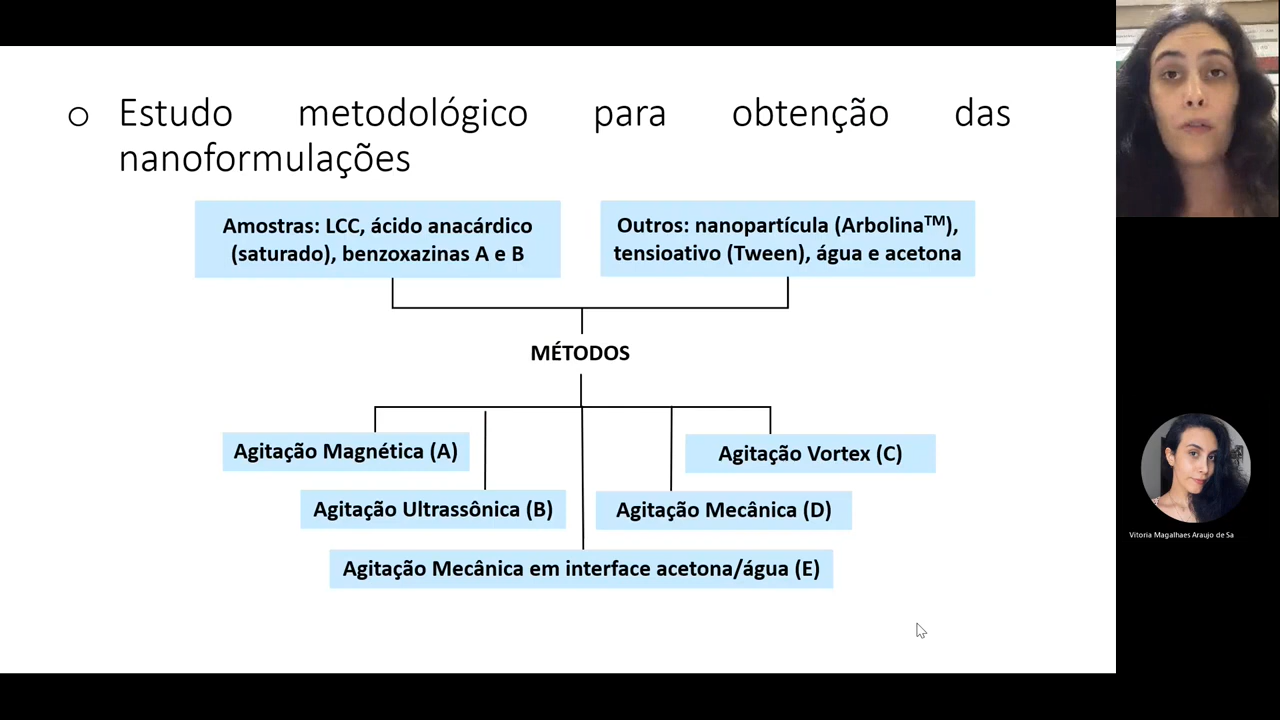 o Estudo metodológico para obtenção das
nanoformulações
Amostras: LCC, ácido anacárdico
(saturado), benzoxazinas A e B
Outros: nanopartícula (Arbolina™),
tensioativo (Tween), água e acetona
MÉTODOS
Agitação Magnética (A)
Agitação Vortex (C)
Agitação Ultrassônica (B)
Agitação Mecânica (D)
Agitação Mecânica em interface acetona/água (E)
Vitoria Magalhaes Araujo de Sa